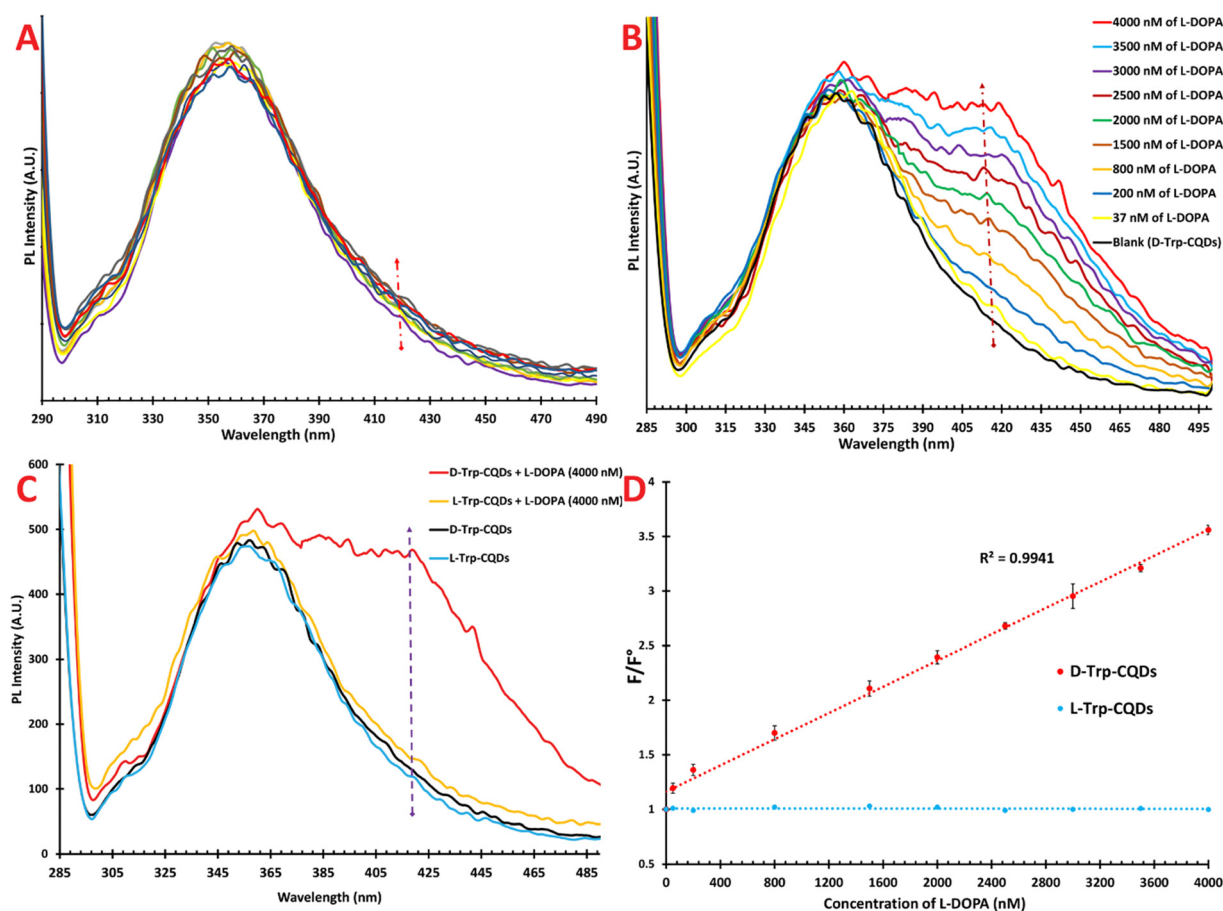 A
PL Intensity (A.U.)
290 310 330 350 370 390 410 430 450 470 490
Wavelength (nm)
B
4000 nM of L-DOPA
3500 nM of L-DOPA
3000 nM of L-DOPA
2500 nM of L-DOPA
2000 nM of L-DOPA
1500 nM of L-DOPA
800 nM of L-DOPA
200 nM of L-DOPA
37 nM of L-DOPA
Blank (D-Trp-CQDs)
PL Intensity (A.U.)
285 300 315 330 345 360 375 390 405 420 435 450 465 480 495
Wavelength (nm)
C
D-Trp-CQDs + L-DOPA (4000 nM)
L-Trp-CQDs + L-DOPA (4000 nM)
D-Trp-CQDs
L-Trp-CQDs
PL Intensity (A.U.)
600
500
400
300
200
100
0
285 305 325 345 365 385 405 425 445 465 485
Wavelength (nm)
D
F/F°
4
3.5
3
2.5
2
1.5
1
0.5
R² = 0.9941
D-Trp-CQDs
L-Trp-CQDs
0 400 800 1200 1600 2000 2400 2800 3200 3600 4000
Concentration of L-DOPA (nM)